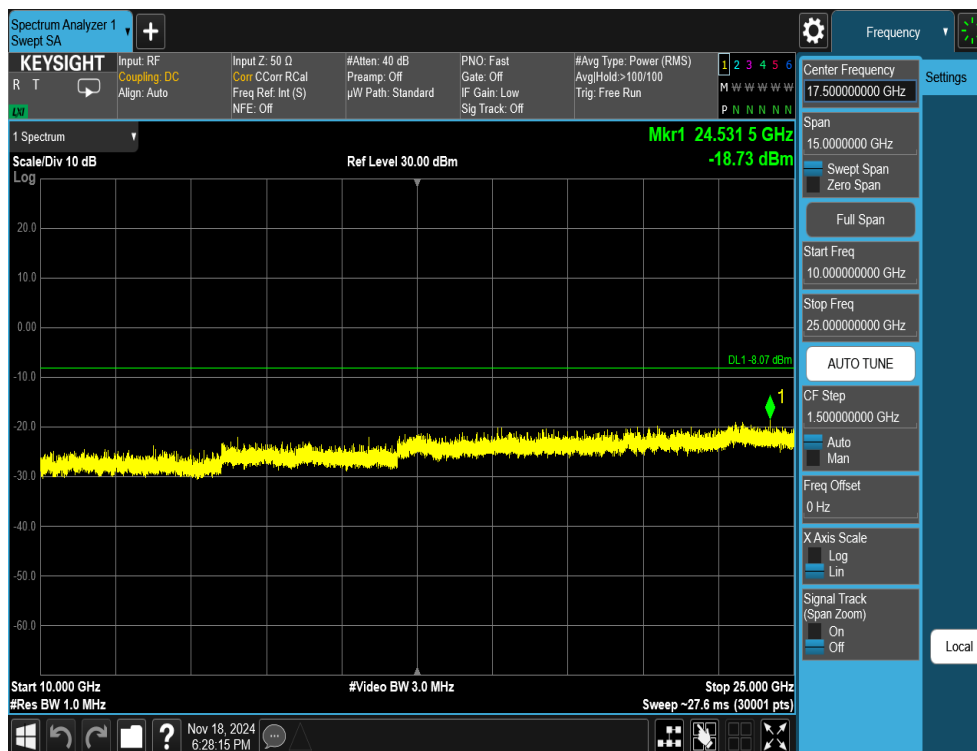 Spectrum Analyzer 1
Swept SA
Frequency
KEYSIGHT
R T
LXI
Input: RF
Coupling: DC
Align: Auto
Input Z: 50 Ω
Corr CCorr RCal
Freq Ref: Int (S)
NFE: Off
#Atten: 40 dB
Preamp: Off
µW Path: Standard
PNO: Fast
Gate: Off
IF Gain: Low
Sig Track: Off
#Avg Type: Power (RMS)
Avg|Hold:>100/100
Trig: Free Run
1 2 3 4 5 6
M W W W W W
P N N N N N
1 Spectrum
Scale/Div 10 dB
Log
Ref Level 30.00 dBm
Mkr1 24.531 5 GHz
-18.73 dBm
20.0
10.0
0.00
DL1 -8.07 dBm
-10.0
1
-20.0
-30.0
-40.0
-50.0
-60.0
Start 10.000 GHz
#Res BW 1.0 MHz
#Video BW 3.0 MHz
Stop 25.000 GHz
Sweep ~27.6 ms (30001 pts)
Center Frequency
17.500000000 GHz
Span
15.0000000 GHz
Swept Span
Zero Span
Full Span
Start Freq
10.000000000 GHz
Stop Freq
25.000000000 GHz
AUTO TUNE
CF Step
1.500000000 GHz
Auto
Man
Freq Offset
0 Hz
X Axis Scale
Log
Lin
Signal Track
(Span Zoom)
On
Off
Settings
Local
Nov 18, 2024
6:28:15 PM